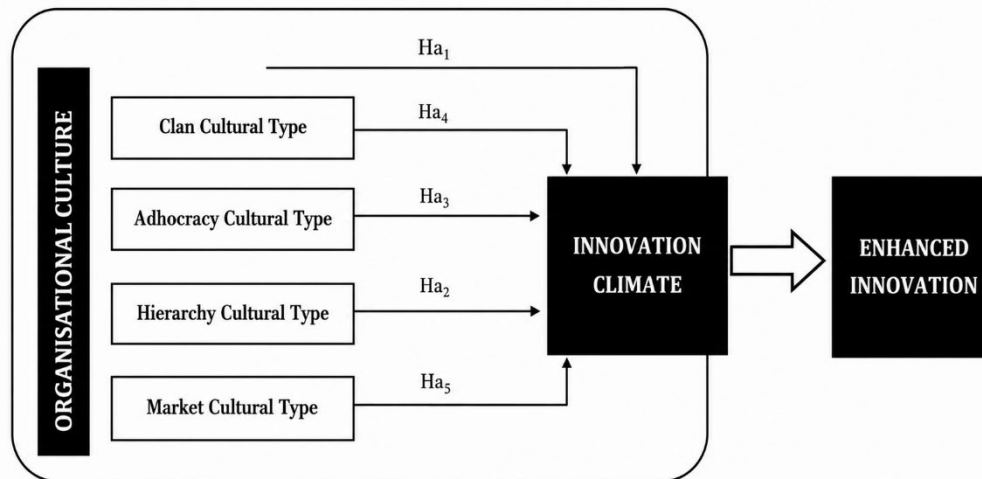 ORGANISATIONAL CULTURE
Ha₁
Clan Cultural Type
Ha₄
Adhocracy Cultural Type
Ha₃
Hierarchy Cultural Type
Ha₂
Market Cultural Type
Ha₅
INNOVATION
CLIMATE
ENHANCED
INNOVATION